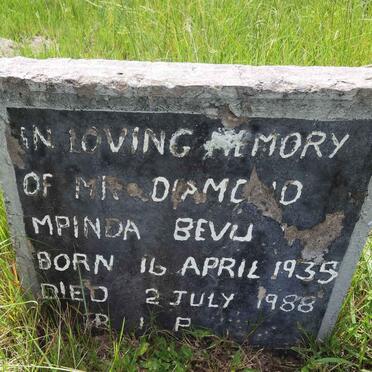 IN LOVING MEMORY
OF MR DIAMOND
MPINDA BEVU
BORN 16 APRIL 1935
DIED 2 JULY 1988
R I P